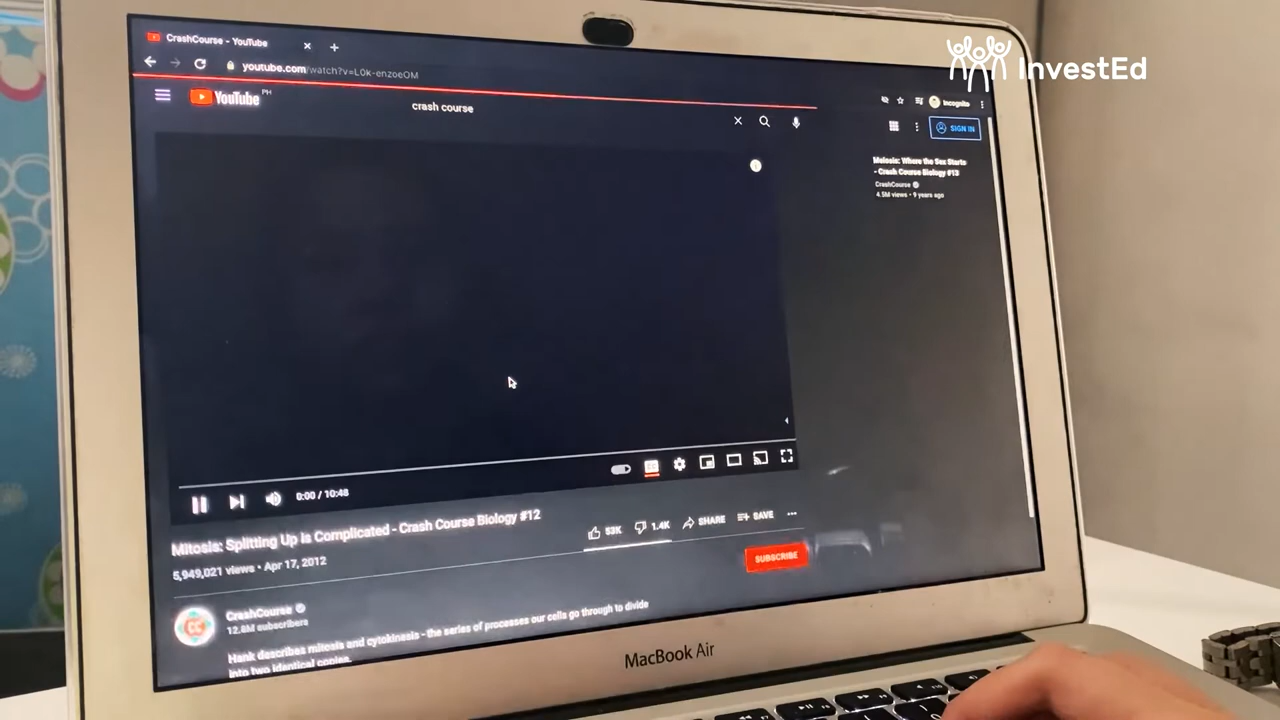 InvestEd
CrashCourse - YouTube
youtube.com/watch?v=L0k-enzoeOM
Incognito
YouTube PH
crash course
SIGN IN
Meiosis: Where the Sex Starts
- Crash Course Biology #13
CrashCourse
4.5M views • 9 years ago
0:00 / 10:48
Mitosis: Splitting Up is Complicated - Crash Course Biology #12
5,949,021 views • Apr 17, 2012
53K
1.4K
SHARE
SAVE
SUBSCRIBE
CrashCourse
12.8M subscribers
Hank describes mitosis and cytokinesis - the series of processes our cells go through to divide
into two identical copies.
MacBook Air